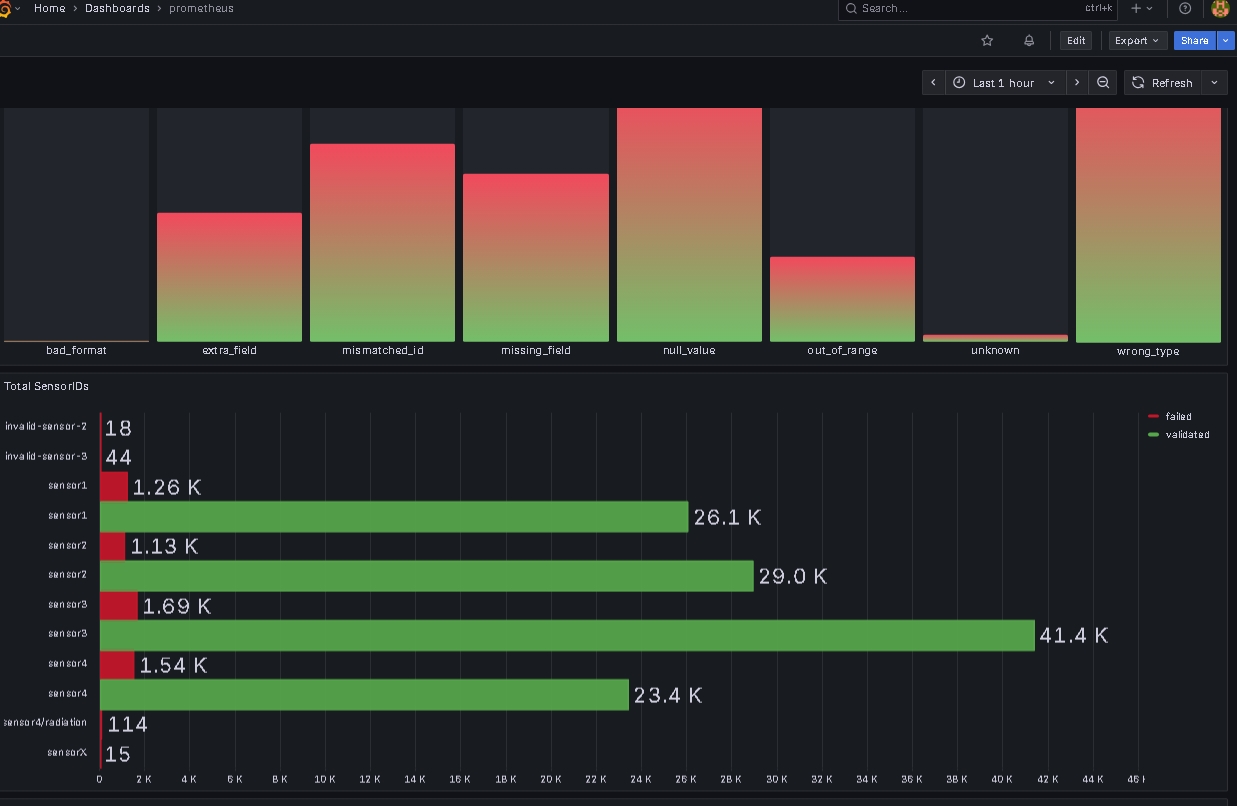 Home > Dashboards > prometheus
Search... ctrl+k
Edit Export Share
Last 1 hour Refresh
bad_format extra_field mismatched_id missing_field null_value out_of_range unknown wrong_type
Total SensorIDs
failed
validated
invalid-sensor-2 18
invalid-sensor-3 44
sensor1 1.26 K
sensor1 26.1 K
sensor2 1.13 K
sensor2 29.0 K
sensor3 1.69 K
sensor3 41.4 K
sensor4 1.54 K
sensor4 23.4 K
sensor4/radiation 114
sensorX 15
0 2 K 4 K 6 K 8 K 10 K 12 K 14 K 16 K 18 K 20 K 22 K 24 K 26 K 28 K 30 K 32 K 34 K 36 K 38 K 40 K 42 K 44 K 46